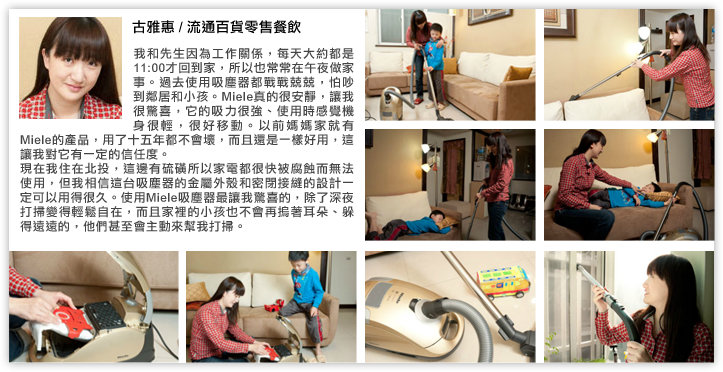 古雅惠 / 流通百貨零售餐飲
我和先生因為工作關係，每天大約都是
11:00才回到家，所以也常常在午夜做家
事。過去使用吸塵器都戰戰兢兢，怕吵
到鄰居和小孩。Miele真的很安靜，讓我
很驚喜，它的吸力很強、使用時感覺機
身很輕，很好移動。以前媽媽家就有
Miele的產品，用了十五年都不會壞，而且還是一樣好用，這
讓我對它有一定的信任度。
現在我住在北投，這邊有硫磺所以家電都很快被腐蝕而無法
使用，但我相信這台吸塵器的金屬外殼和密閉接縫的設計一
定可以用得很久。使用Miele吸塵器最讓我驚喜的，除了深夜
打掃變得輕鬆自在，而且家裡的小孩也不會再摀著耳朵、躲
得遠遠的，他們甚至會主動來幫我打掃。